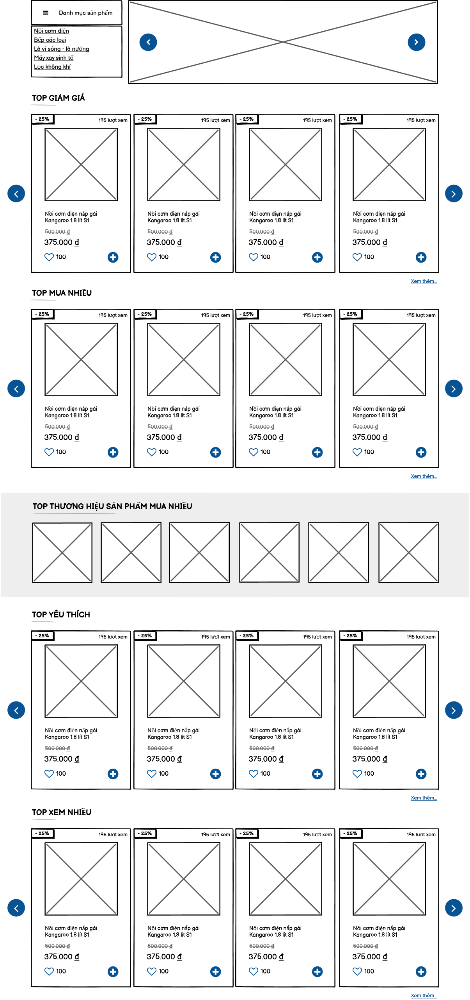 Danh mục sản phẩm
Nồi cơm điện
Bếp các loại
Lò vi sóng - lò nướng
Máy xay sinh tố
Lọc không khí
TOP GIẢM GIÁ
- 25% 195 lượt xem - 25% 195 lượt xem - 25% 195 lượt xem - 25% 195 lượt xem
Nồi cơm điện nắp gài Nồi cơm điện nắp gài Nồi cơm điện nắp gài Nồi cơm điện nắp gài
Kangaroo 1.8 lít S1 Kangaroo 1.8 lít S1 Kangaroo 1.8 lít S1 Kangaroo 1.8 lít S1
500.000 đ 500.000 đ 500.000 đ 500.000 đ
375.000 đ 375.000 đ 375.000 đ 375.000 đ
100 100 100 100
Xem thêm...
TOP MUA NHIỀU
- 25% 195 lượt xem - 25% 195 lượt xem - 25% 195 lượt xem - 25% 195 lượt xem
Nồi cơm điện nắp gài Nồi cơm điện nắp gài Nồi cơm điện nắp gài Nồi cơm điện nắp gài
Kangaroo 1.8 lít S1 Kangaroo 1.8 lít S1 Kangaroo 1.8 lít S1 Kangaroo 1.8 lít S1
500.000 đ 500.000 đ 500.000 đ 500.000 đ
375.000 đ 375.000 đ 375.000 đ 375.000 đ
100 100 100 100
Xem thêm...
TOP THƯƠNG HIỆU SẢN PHẨM MUA NHIỀU
TOP YÊU THÍCH
- 25% 195 lượt xem - 25% 195 lượt xem - 25% 195 lượt xem - 25% 195 lượt xem
Nồi cơm điện nắp gài Nồi cơm điện nắp gài Nồi cơm điện nắp gài Nồi cơm điện nắp gài
Kangaroo 1.8 lít S1 Kangaroo 1.8 lít S1 Kangaroo 1.8 lít S1 Kangaroo 1.8 lít S1
500.000 đ 500.000 đ 500.000 đ 500.000 đ
375.000 đ 375.000 đ 375.000 đ 375.000 đ
100 100 100 100
Xem thêm...
TOP XEM NHIỀU
- 25% 195 lượt xem - 25% 195 lượt xem - 25% 195 lượt xem - 25% 195 lượt xem
Nồi cơm điện nắp gài Nồi cơm điện nắp gài Nồi cơm điện nắp gài Nồi cơm điện nắp gài
Kangaroo 1.8 lít S1 Kangaroo 1.8 lít S1 Kangaroo 1.8 lít S1 Kangaroo 1.8 lít S1
500.000 đ 500.000 đ 500.000 đ 500.000 đ
375.000 đ 375.000 đ 375.000 đ 375.000 đ
100 100 100 100
Xem thêm...